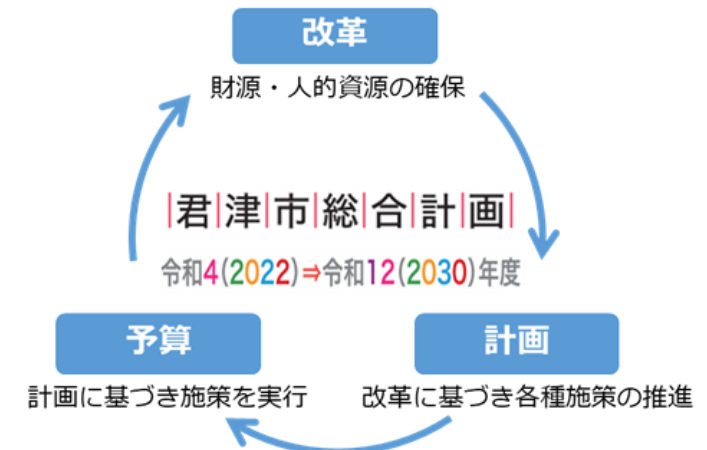 改革
財源・人的資源の確保
君津市総合計画
令和4(2022)⇒令和12(2030)年度
予算
計画に基づき施策を実行
計画
改革に基づき各種施策の推進